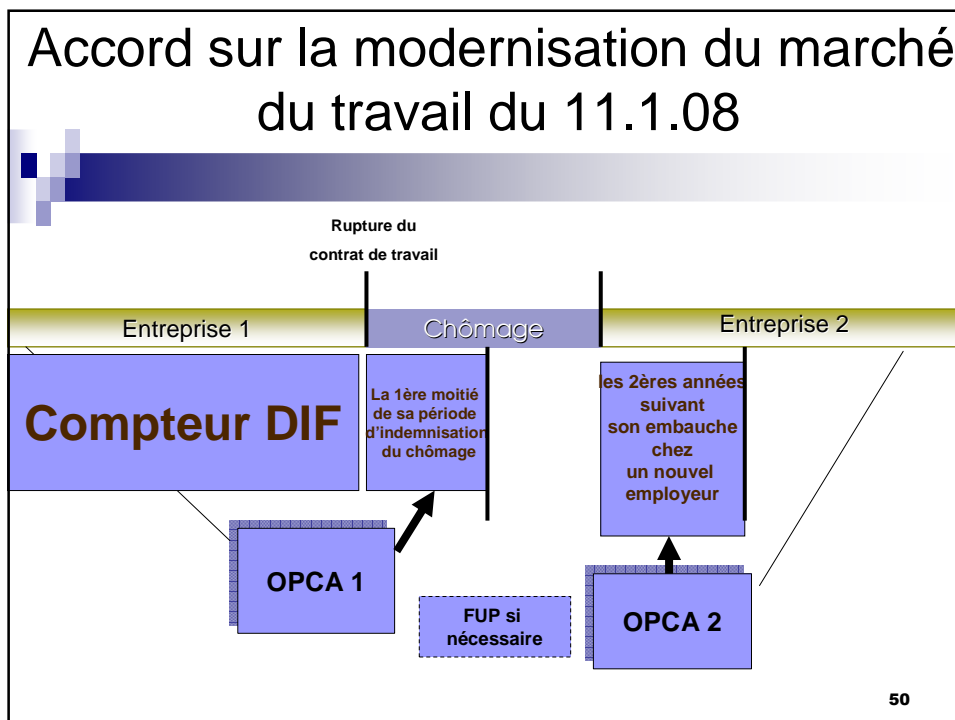 Accord sur la modernisation du marché
du travail du 11.1.08
Rupture du
contrat de travail
Entreprise 1
Chômage
Entreprise 2
Compteur DIF
La 1ère moitié
de sa période
d'indemnisation
du chômage
les 2ères années
suivant
son embauche
chez
un nouvel
employeur
OPCA 1
FUP si
nécessaire
OPCA 2
50